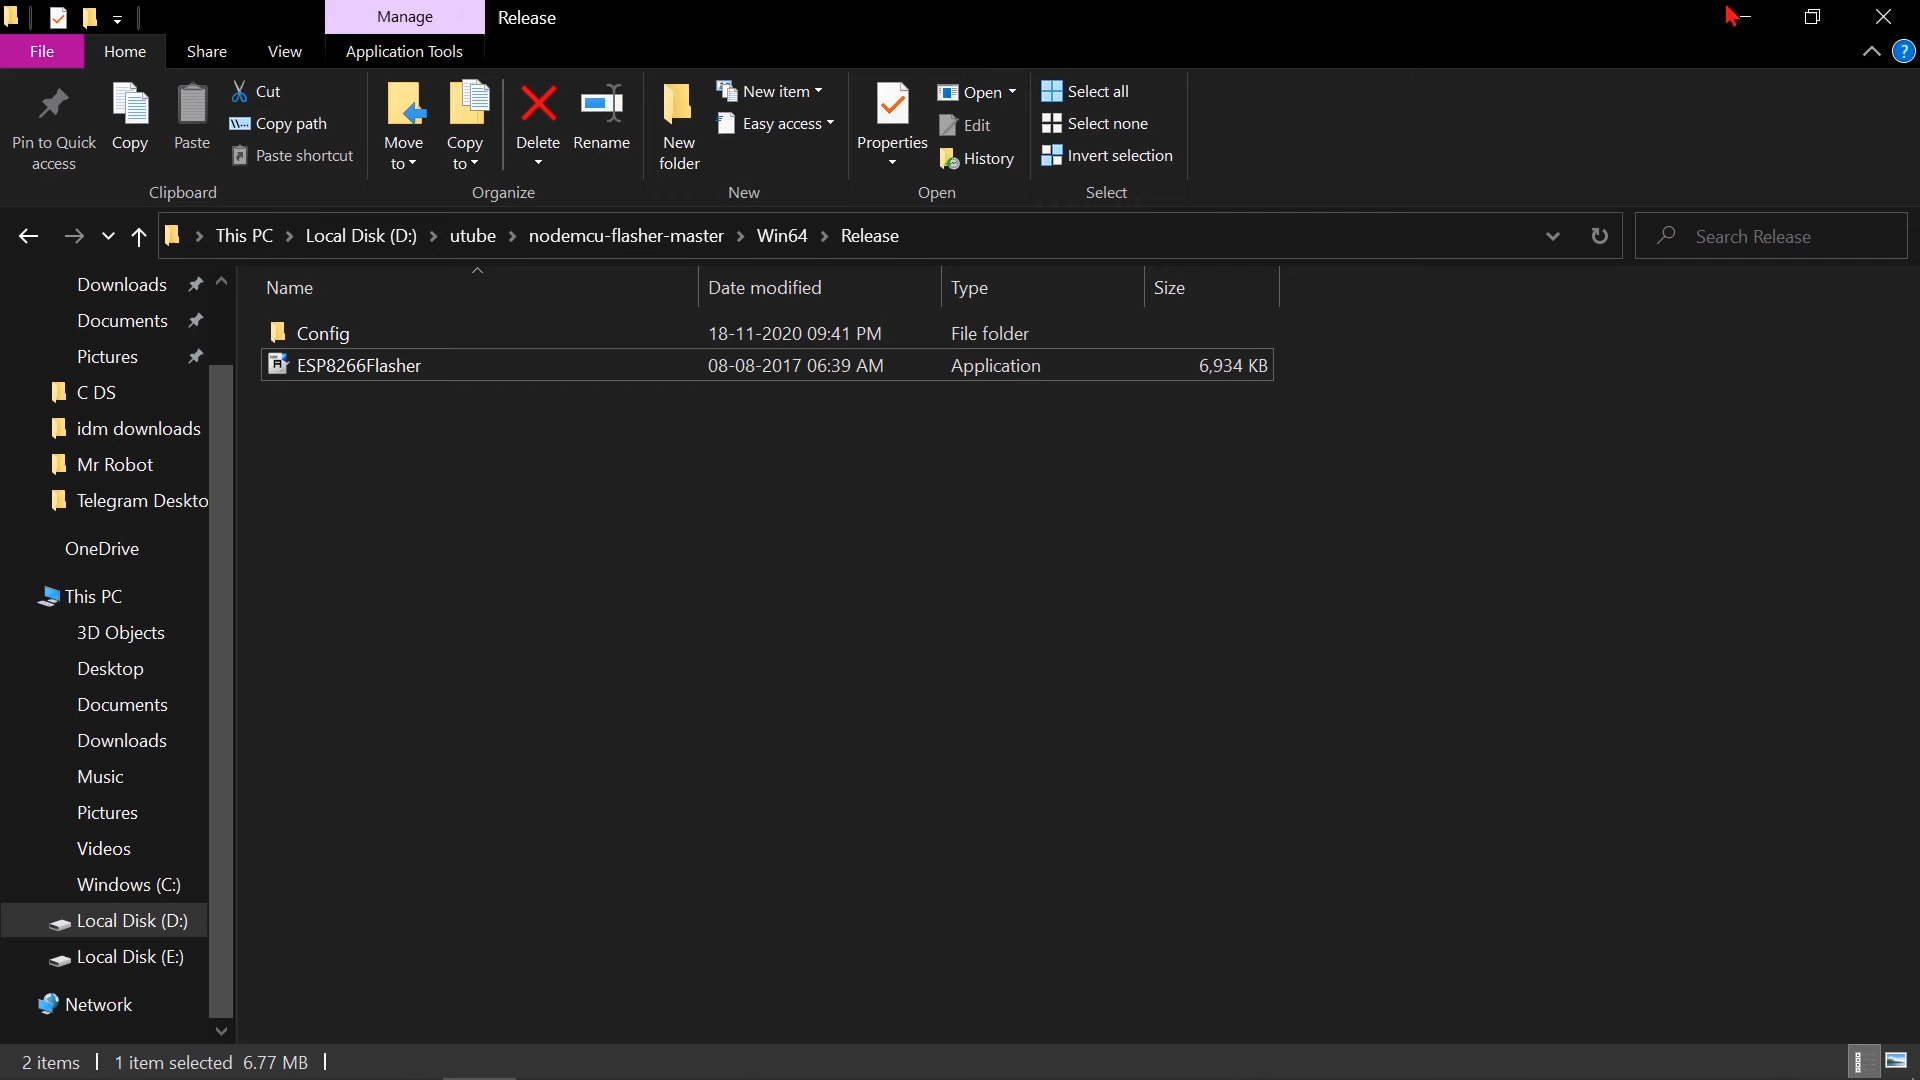 Manage
Release
File
Home
Share
View
Application Tools
Pin to Quick access
Copy
Paste
Cut
Copy path
Paste shortcut
Clipboard
Move to
Copy to
Delete
Rename
Organize
New folder
New item
Easy access
New
Properties
Open
Edit
History
Open
Select all
Select none
Invert selection
Select
This PC > Local Disk (D:) > utube > nodemcu-flasher-master > Win64 > Release
Search Release
Downloads
Documents
Pictures
C DS
idm downloads
Mr Robot
Telegram Deskto
OneDrive
This PC
3D Objects
Desktop
Documents
Downloads
Music
Pictures
Videos
Windows (C:)
Local Disk (D:)
Local Disk (E:)
Network
Name Date modified Type Size
Config 18-11-2020 09:41 PM File folder
ESP8266Flasher 08-08-2017 06:39 AM Application 6,934 KB
2 items 1 item selected 6.77 MB